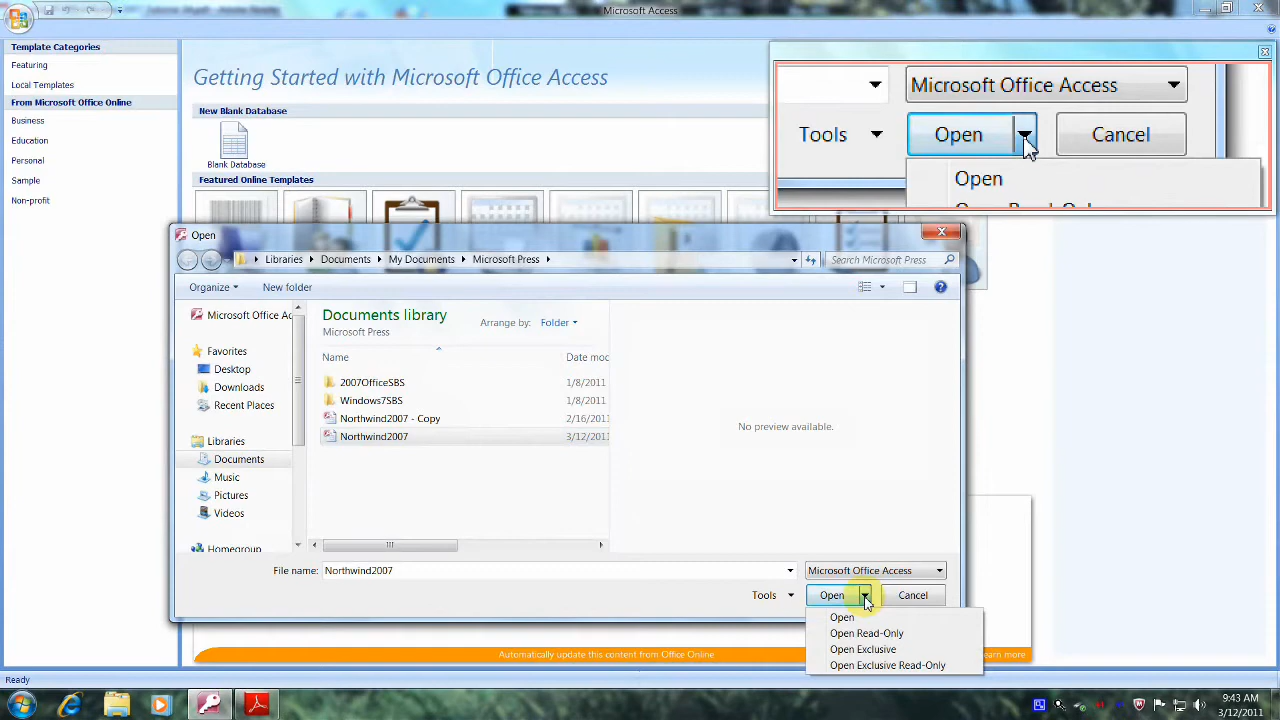 Microsoft Access
Template Categories
Featuring
Local Templates
From Microsoft Office Online
Business
Education
Personal
Sample
Non-profit
Getting Started with Microsoft Office Access
New Blank Database
Blank Database
Featured Online Templates
Microsoft Office Access
Tools
Open
Cancel
Open
Open
Libraries
Documents
My Documents
Microsoft Press
Search Microsoft Press
Organize
New folder
Microsoft Office Ac
Favorites
Desktop
Downloads
Recent Places
Libraries
Documents
Music
Pictures
Videos
Homegroup
Documents library
Microsoft Press
Arrange by: Folder
Name Date mod
2007OfficeSBS 1/8/2011
Windows7SBS 1/8/2011
Northwind2007 - Copy 2/16/2011
Northwind2007 3/12/2011
No preview available.
File name: Northwind2007
Microsoft Office Access
Tools
Open
Cancel
Open
Open Read-Only
Open Exclusive
Open Exclusive Read-Only
Automatically update this content from Office Online
more
Ready
9:43 AM
3/12/2011